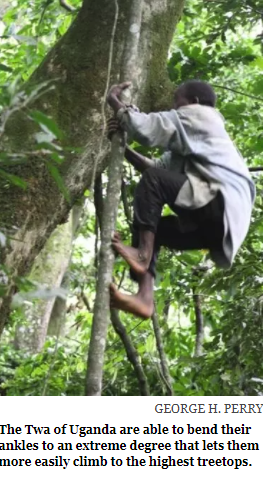 GEORGE H. PERRY
The Twa of Uganda are able to bend their
ankles to an extreme degree that lets them
more easily climb to the highest treetops.